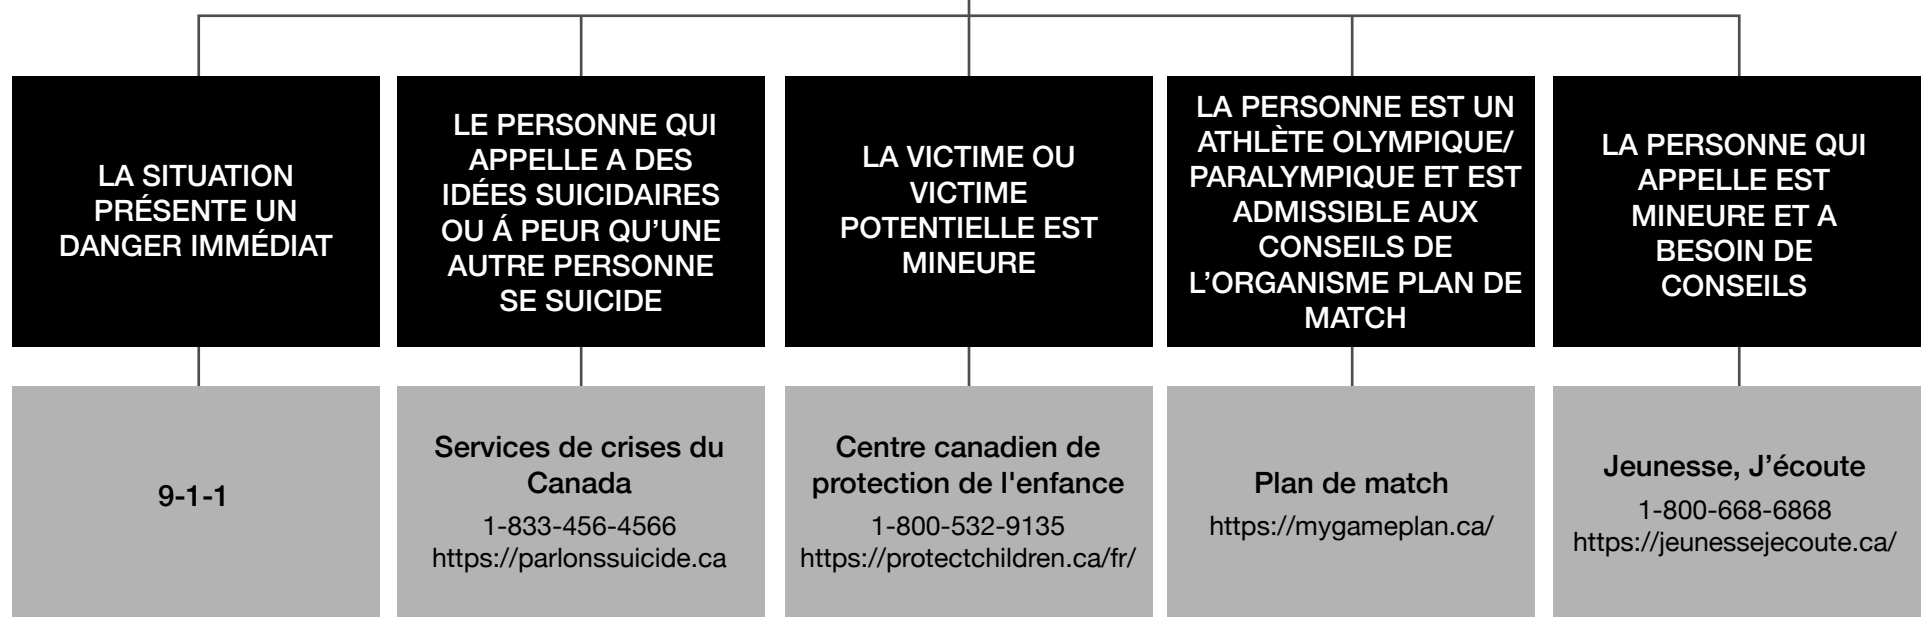 LA SITUATION
PRÉSENTE UN
DANGER IMMÉDIAT
LE PERSONNE QUI
APPELLE A DES
IDÉES SUICIDAIRES
OU Á PEUR QU’UNE
AUTRE PERSONNE
SE SUICIDE
LA VICTIME OU
VICTIME
POTENTIELLE EST
MINEURE
LA PERSONNE EST UN
ATHLÈTE OLYMPIQUE/
PARALYMPIQUE ET EST
ADMISSIBLE AUX
CONSEILS DE
L’ORGANISME PLAN DE
MATCH
LA PERSONNE QUI
APPELLE EST
MINEURE ET A
BESOIN DE
CONSEILS
9-1-1
Services de crises du
Canada
1-833-456-4566
https://parlonssuicide.ca
Centre canadien de
protection de l'enfance
1-800-532-9135
https://protectchildren.ca/fr/
Plan de match
https://mygameplan.ca/
Jeunesse, J’écoute
1-800-668-6868
https://jeunessejecoute.ca/